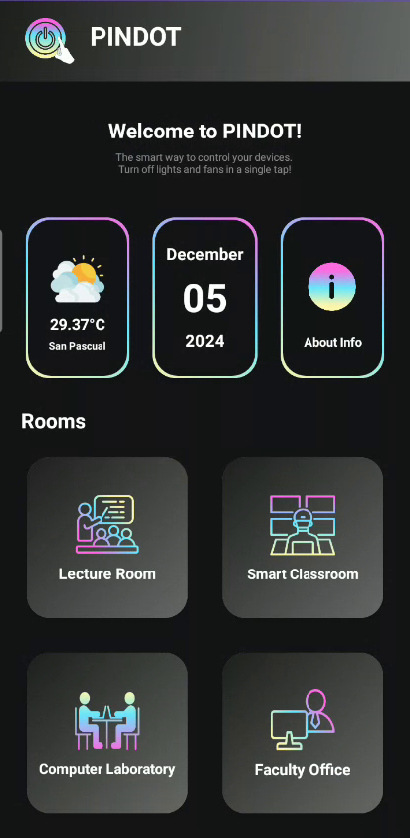 PINDOT
Welcome to PINDOT!
The smart way to control your devices.
Turn off lights and fans in a single tap!
29.37°C
San Pascual
December
05
2024
i
About Info
Rooms
Lecture Room
Smart Classroom
Computer Laboratory
Faculty Office